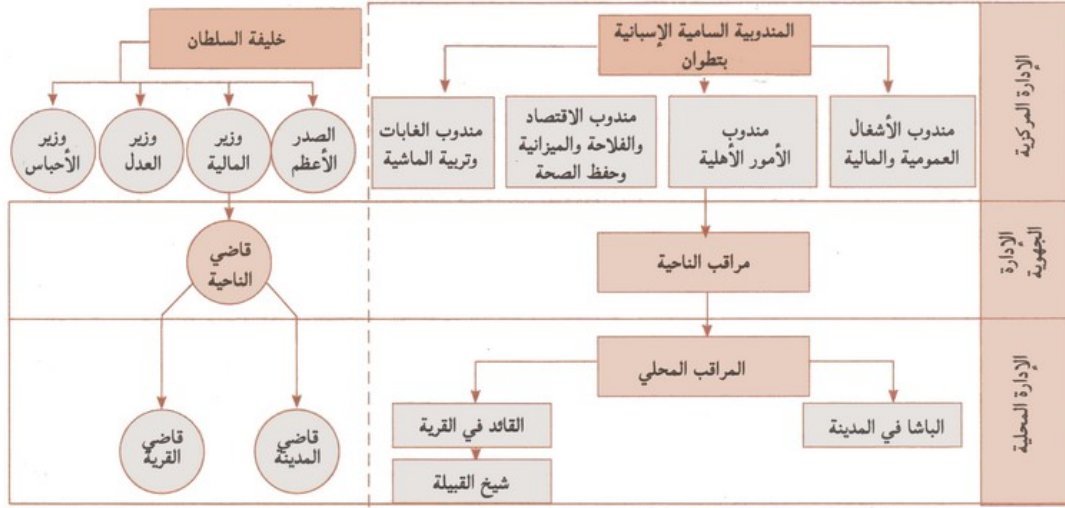 الإدارة المركزية
المندوبية السامية الإسبانية
بتطوان
مندوب الأشغال
العمومية والمالية
مندوب
الأمور الأهلية
مندوب الاقتصاد
والفلاحة والميزانية
وحفظ الصحة
مندوب الغابات
وتربية الماشية
خليفة السلطان
الصدر
الأعظم
وزير
المالية
وزير
العدل
وزير
الأحباس
الإدارة
الجهوية
مراقب الناحية
قاضي
الناحية
الإدارة المحلية
المراقب المحلي
الباشا في المدينة
القائد في القرية
شيخ القبيلة
قاضي
المدينة
قاضي
القرية